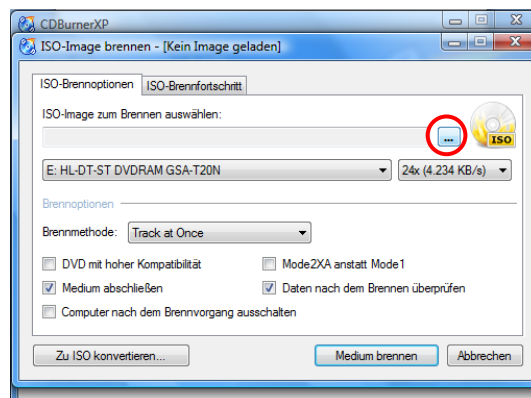 CDBurnerXP
ISO-Image brennen - [Kein Image geladen]
ISO-Brennoptionen ISO-Brennfortschritt
ISO-Image zum Brennen auswählen:
...
ISO
E: HL-DT-ST DVDRAM GSA-T20N 24x (4.234 KB/s)
Brennoptionen
Brennmethode: Track at Once
DVD mit hoher Kompatibilität Mode2XA anstatt Mode1
Medium abschließen Daten nach dem Brennen überprüfen
Computer nach dem Brennvorgang ausschalten
Zu ISO konvertieren... Medium brennen Abbrechen